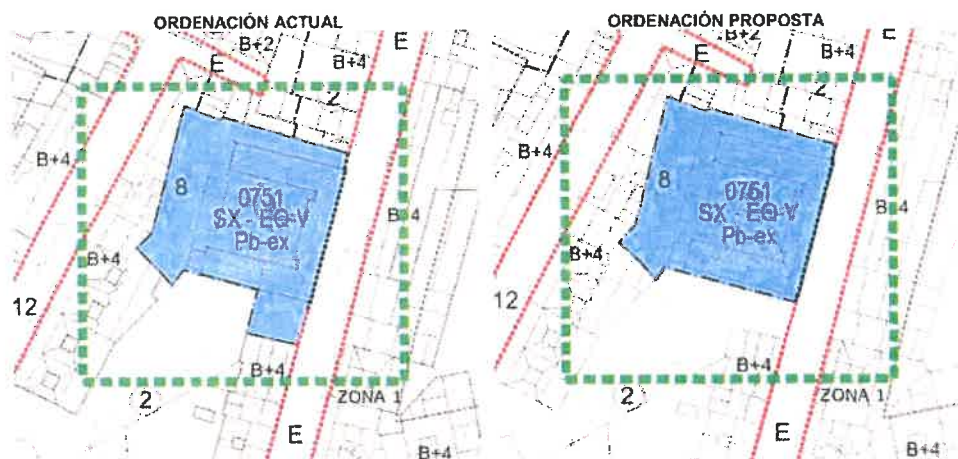 ORDENACIÓN ACTUAL
B+2
E
B+4
E
2
B+4
8
0751
SX - EQ-V
Pb-ex
B+4
B+4
12
B+4
2
ZONA 1
E
B+4
ORDENACIÓN PROPOSTA
B+2
E
B+4
E
2
B+4
8
0751
SX - EQ-V
Pb-ex
B+4
B+4
12
B+4
2
ZONA 1
E
B+4